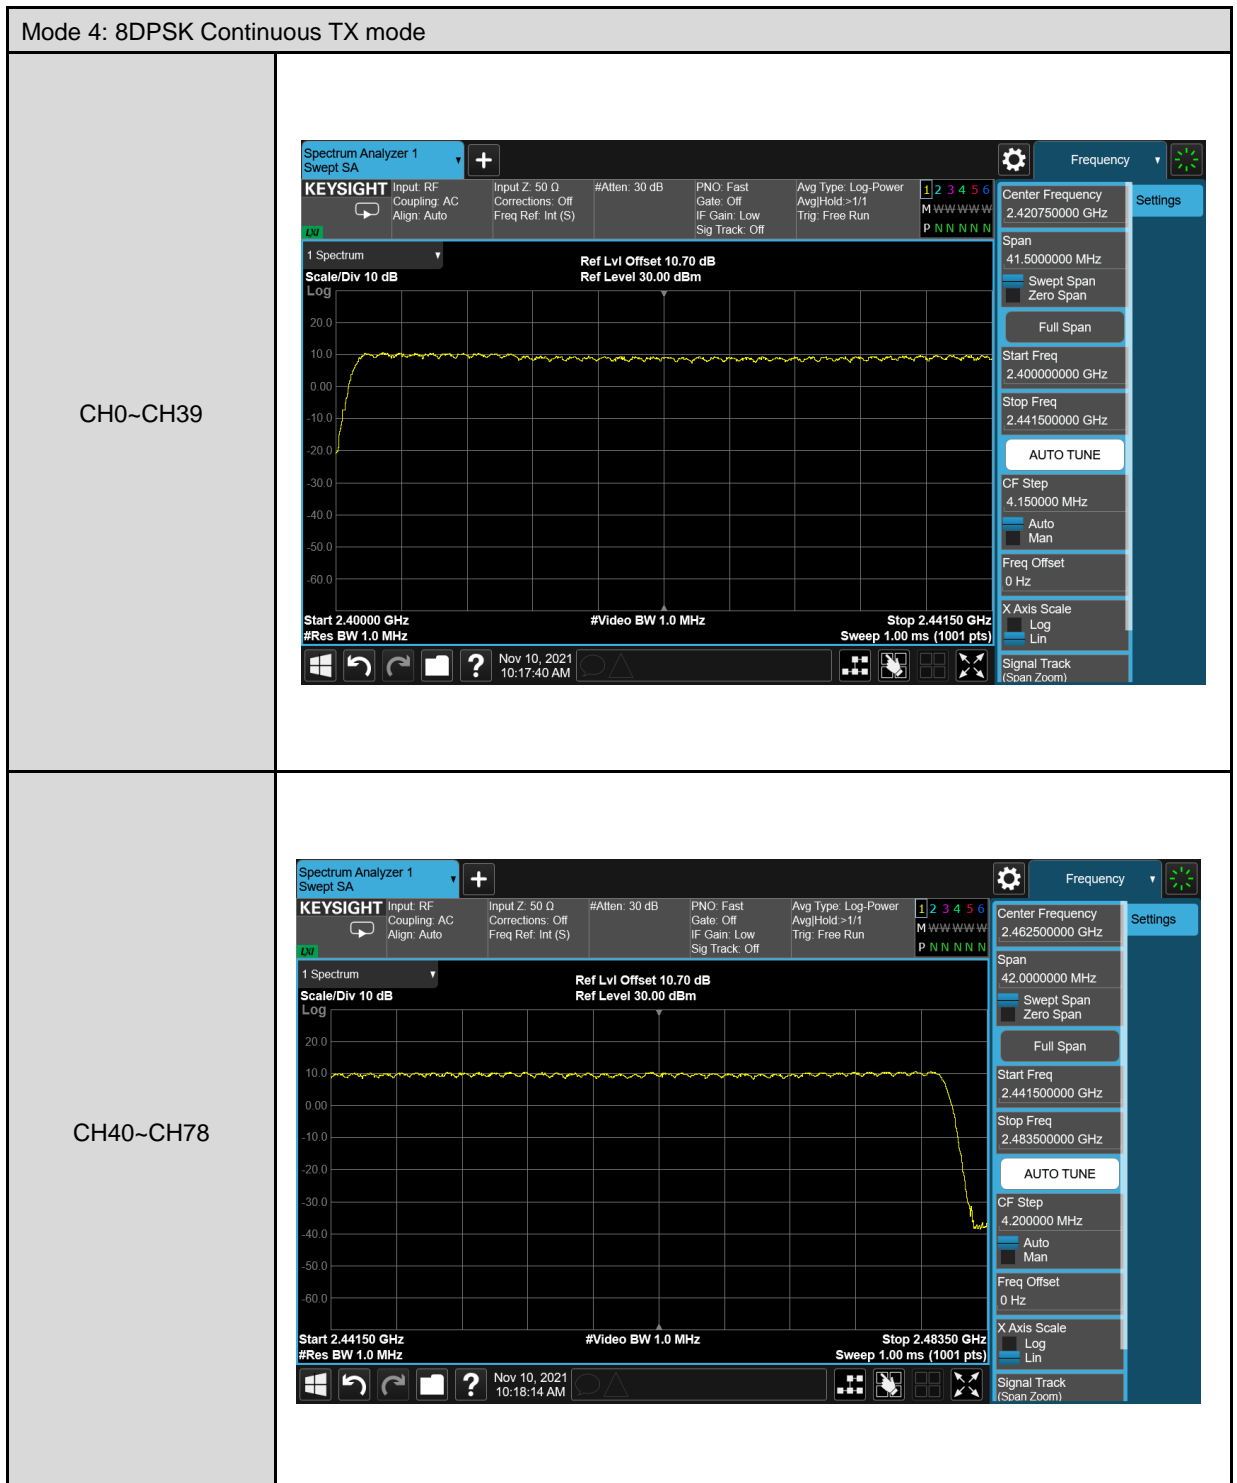 Mode 4: 8DPSK Continuous TX mode
CH0~CH39
Spectrum Analyzer 1
Swept SA
Frequency
KEYSIGHT
Input: RF
Coupling: AC
Align: Auto
Input Z: 50 Ω
Corrections: Off
Freq Ref: Int (S)
#Atten: 30 dB
PNO: Fast
Gate: Off
IF Gain: Low
Sig Track: Off
Avg Type: Log-Power
Avg|Hold:>1/1
Trig: Free Run
1 2 3 4 5 6
M W W W W W
P N N N N N
LXI
Center Frequency
2.420750000 GHz
Settings
Span
41.5000000 MHz
Swept Span
Zero Span
Full Span
Start Freq
2.400000000 GHz
Stop Freq
2.441500000 GHz
AUTO TUNE
CF Step
4.150000 MHz
Auto
Man
Freq Offset
0 Hz
X Axis Scale
Log
Lin
Signal Track
(Span Zoom)
1 Spectrum
Scale/Div 10 dB
Ref Lvl Offset 10.70 dB
Ref Level 30.00 dBm
Log
20.0
10.0
0.00
-10.0
-20.0
-30.0
-40.0
-50.0
-60.0
Start 2.40000 GHz
#Video BW 1.0 MHz
Stop 2.44150 GHz
#Res BW 1.0 MHz
Sweep 1.00 ms (1001 pts)
?
Nov 10, 2021
10:17:40 AM
CH40~CH78
Spectrum Analyzer 1
Swept SA
Frequency
KEYSIGHT
Input: RF
Coupling: AC
Align: Auto
Input Z: 50 Ω
Corrections: Off
Freq Ref: Int (S)
#Atten: 30 dB
PNO: Fast
Gate: Off
IF Gain: Low
Sig Track: Off
Avg Type: Log-Power
Avg|Hold:>1/1
Trig: Free Run
1 2 3 4 5 6
M W W W W W
P N N N N N
LXI
Center Frequency
2.462500000 GHz
Settings
Span
42.0000000 MHz
Swept Span
Zero Span
Full Span
Start Freq
2.441500000 GHz
Stop Freq
2.483500000 GHz
AUTO TUNE
CF Step
4.200000 MHz
Auto
Man
Freq Offset
0 Hz
X Axis Scale
Log
Lin
Signal Track
(Span Zoom)
1 Spectrum
Scale/Div 10 dB
Ref Lvl Offset 10.70 dB
Ref Level 30.00 dBm
Log
20.0
10.0
0.00
-10.0
-20.0
-30.0
-40.0
-50.0
-60.0
Start 2.44150 GHz
#Video BW 1.0 MHz
Stop 2.48350 GHz
#Res BW 1.0 MHz
Sweep 1.00 ms (1001 pts)
?
Nov 10, 2021
10:18:14 AM